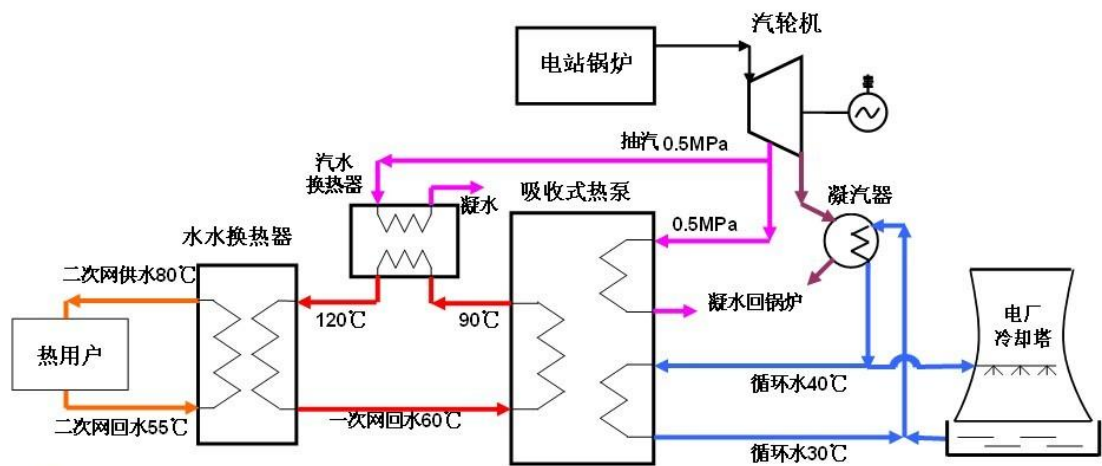 汽轮机
电站锅炉
抽汽 0.5MPa
汽水
换热器
凝水
吸收式热泵
凝汽器
0.5MPa
水水换热器
二次网供水80℃
120℃
90℃
凝水回锅炉
电厂
冷却塔
热用户
循环水40℃
二次网回水55℃
一次网回水60℃
循环水30℃